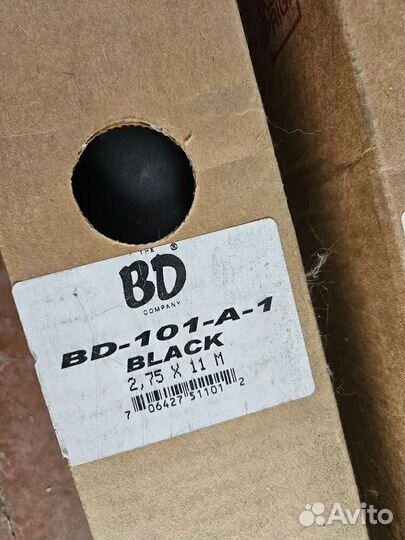 THE
BD®
COMPANY
BD-101-A-1
BLACK
2,75 X 11 M
7 06427 51101 2
Avito